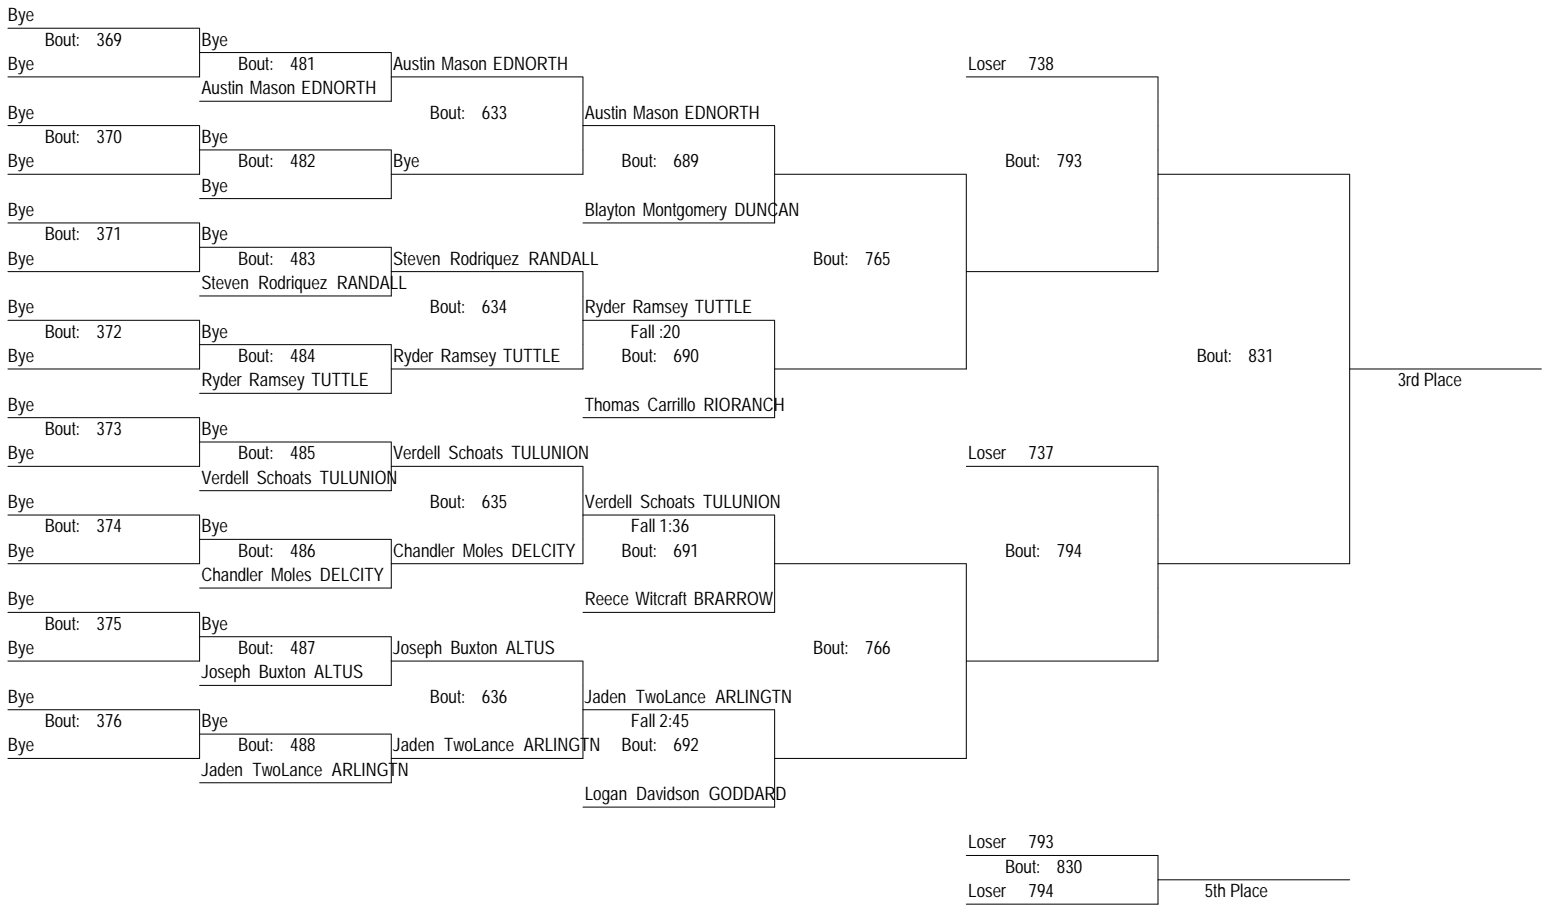 Bye
Bout: 369
Bye
Bye
Bout: 481
Austin Mason EDNORTH
Austin Mason EDNORTH
Loser 738
Bye
Bout: 633
Austin Mason EDNORTH
Bye
Bout: 370
Bye
Bye
Bout: 482
Bye
Bye
Bout: 689
Bout: 793
Bye
Blayton Montgomery DUNCAN
Bye
Bout: 371
Bye
Bye
Bout: 483
Steven Rodriquez RANDALL
Bout: 765
Steven Rodriquez RANDALL
Bye
Bout: 634
Ryder Ramsey TUTTLE
Bout: 372
Bye
Fall :20
Bye
Bout: 484
Ryder Ramsey TUTTLE
Bout: 690
Bout: 831
Ryder Ramsey TUTTLE
3rd Place
Bye
Thomas Carrillo RIORANCH
Bout: 373
Bye
Bye
Bout: 485
Verdell Schoats TULUNION
Loser 737
Verdell Schoats TULUNION
Bye
Bout: 635
Verdell Schoats TULUNION
Bout: 374
Bye
Fall 1:36
Bye
Bout: 486
Chandler Moles DELCITY
Bout: 691
Bout: 794
Chandler Moles DELCITY
Bye
Reece Witcraft BRARROW
Bout: 375
Bye
Bye
Bout: 487
Joseph Buxton ALTUS
Bout: 766
Joseph Buxton ALTUS
Bye
Bout: 636
Jaden TwoLance ARLINGTN
Bout: 376
Bye
Fall 2:45
Bye
Bout: 488
Jaden TwoLance ARLINGTN
Bout: 692
Jaden TwoLance ARLINGTN
Logan Davidson GODDARD
Loser 793
Bout: 830
Loser 794
5th Place